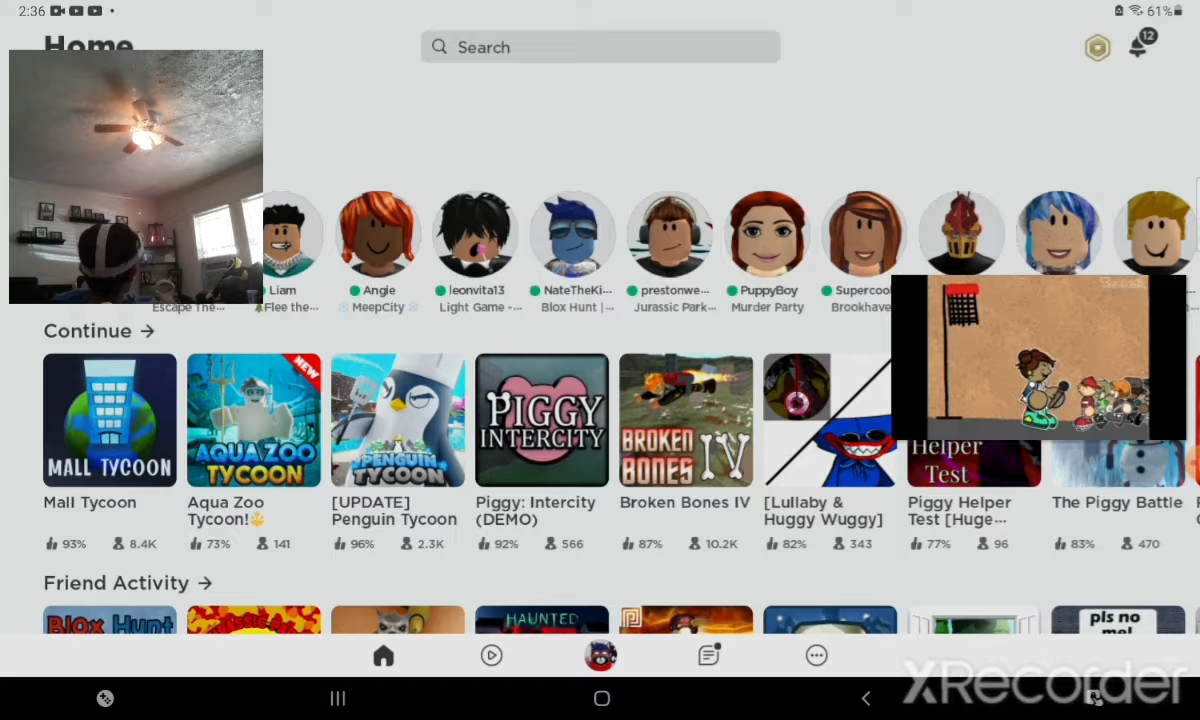 2:36
61%
Home
Search
12
Liam
Angie
leonvita13
NateTheKi...
prestonwe...
PuppyBoy
Supercool
Escape The...
Flee the...
MeepCity
Light Game -...
Blox Hunt |...
Jurassic Park...
Murder Party
Brookhave
Continue →
MALL TYCOON
NEW
AQUA ZOO
TYCOON
PENGUIN
TYCOON
PIGGY
INTERCITY
BROKEN
BONES IV
Helper
Test
Mall Tycoon
Aqua Zoo
Tycoon!
[UPDATE]
Penguin Tycoon
Piggy: Intercity
(DEMO)
Broken Bones IV
[Lullaby &
Huggy Wuggy]
Piggy Helper
Test [Huge...
The Piggy Battle
93% 8.4K
73% 141
96% 2.3K
92% 566
87% 10.2K
82% 343
77% 96
83% 470
Friend Activity →
Blox Hunt
HAUNTED
pls no
me!
XRecorder